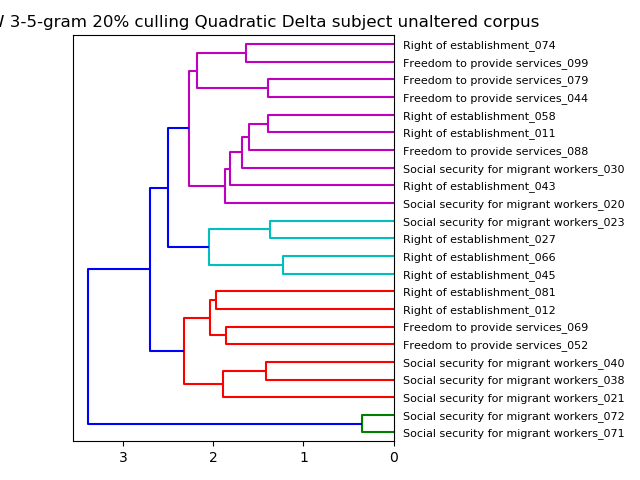 3-5-gram 20% culling Quadratic Delta subject unaltered corpus
Right of establishment_074
Freedom to provide services_099
Freedom to provide services_079
Freedom to provide services_044
Right of establishment_058
Right of establishment_011
Freedom to provide services_088
Social security for migrant workers_030
Right of establishment_043
Social security for migrant workers_020
Social security for migrant workers_023
Right of establishment_027
Right of establishment_066
Right of establishment_045
Right of establishment_081
Right of establishment_012
Freedom to provide services_069
Freedom to provide services_052
Social security for migrant workers_040
Social security for migrant workers_038
Social security for migrant workers_021
Social security for migrant workers_072
Social security for migrant workers_071
3 2 1 0